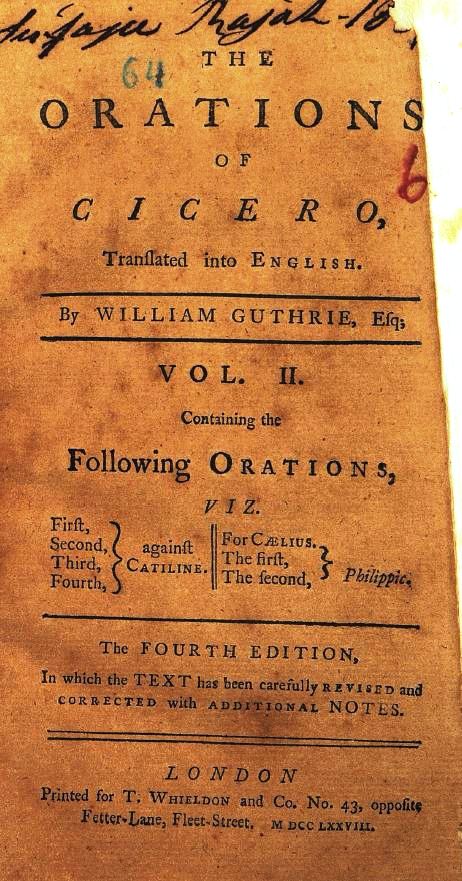 Rajah-18
64
THE
ORATIONS
OF
6
CICERO,
Tranſlated into ENGLISH.
By WILLIAM GUTHRIE, Eſq;
VOL. II.
Containing the
Following ORATIONS,
VIZ.
Firſt,
Second,
Third,
Fourth,
againſt
CATILINE.
For CÆLIUS.
The firſt,
The ſecond,
Philippic.
The FOURTH EDITION,
In which the TEXT has been carefully REVISED and
CORRECTED with ADDITIONAL NOTES.
LONDON
Printed for T. WHIELDON and Co. No. 43, oppoſite
Fetter-Lane, Fleet-Street. M DCC LXXVIII.